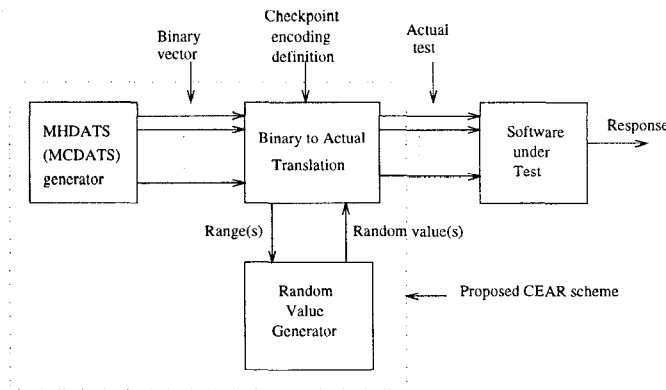 Binary
vector
Checkpoint
encoding
definition
Actual
test
MHDATS
(MCDATS)
generator
Binary to Actual
Translation
Software
under
Test
Response
Range(s)
Random value(s)
Random
Value
Generator
Proposed CEAR scheme